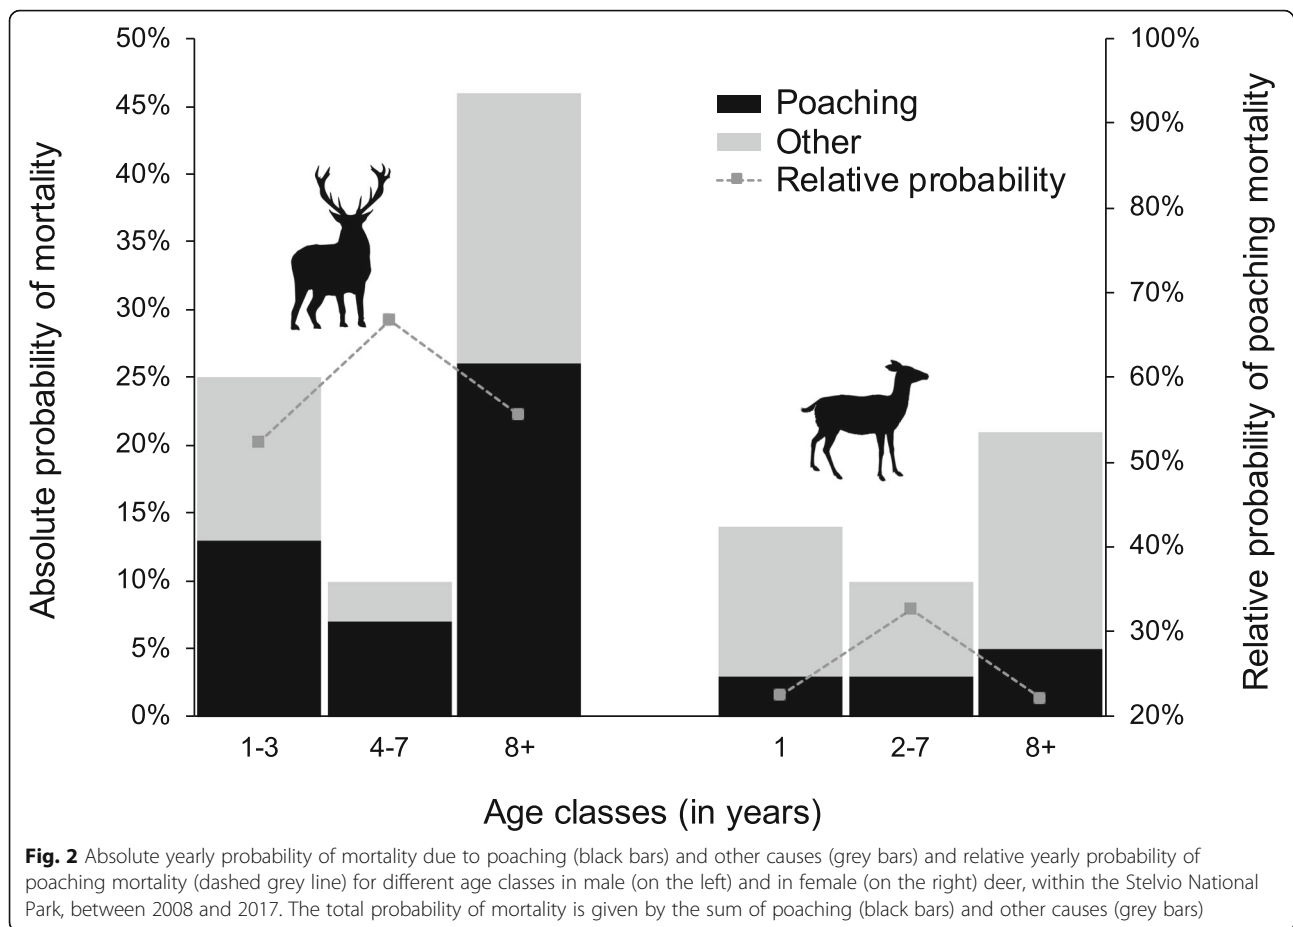 50%
45%
40%
35%
30%
25%
20%
15%
10%
5%
0%
Absolute probability of mortality
Poaching
Other
Relative probability
100%
90%
80%
70%
60%
50%
40%
30%
20%
Relative probability of poaching mortality
1-3 4-7 8+ 1 2-7 8+
Age classes (in years)
Fig. 2 Absolute yearly probability of mortality due to poaching (black bars) and other causes (grey bars) and relative yearly probability of
poaching mortality (dashed grey line) for different age classes in male (on the left) and in female (on the right) deer, within the Stelvio National
Park, between 2008 and 2017. The total probability of mortality is given by the sum of poaching (black bars) and other causes (grey bars)